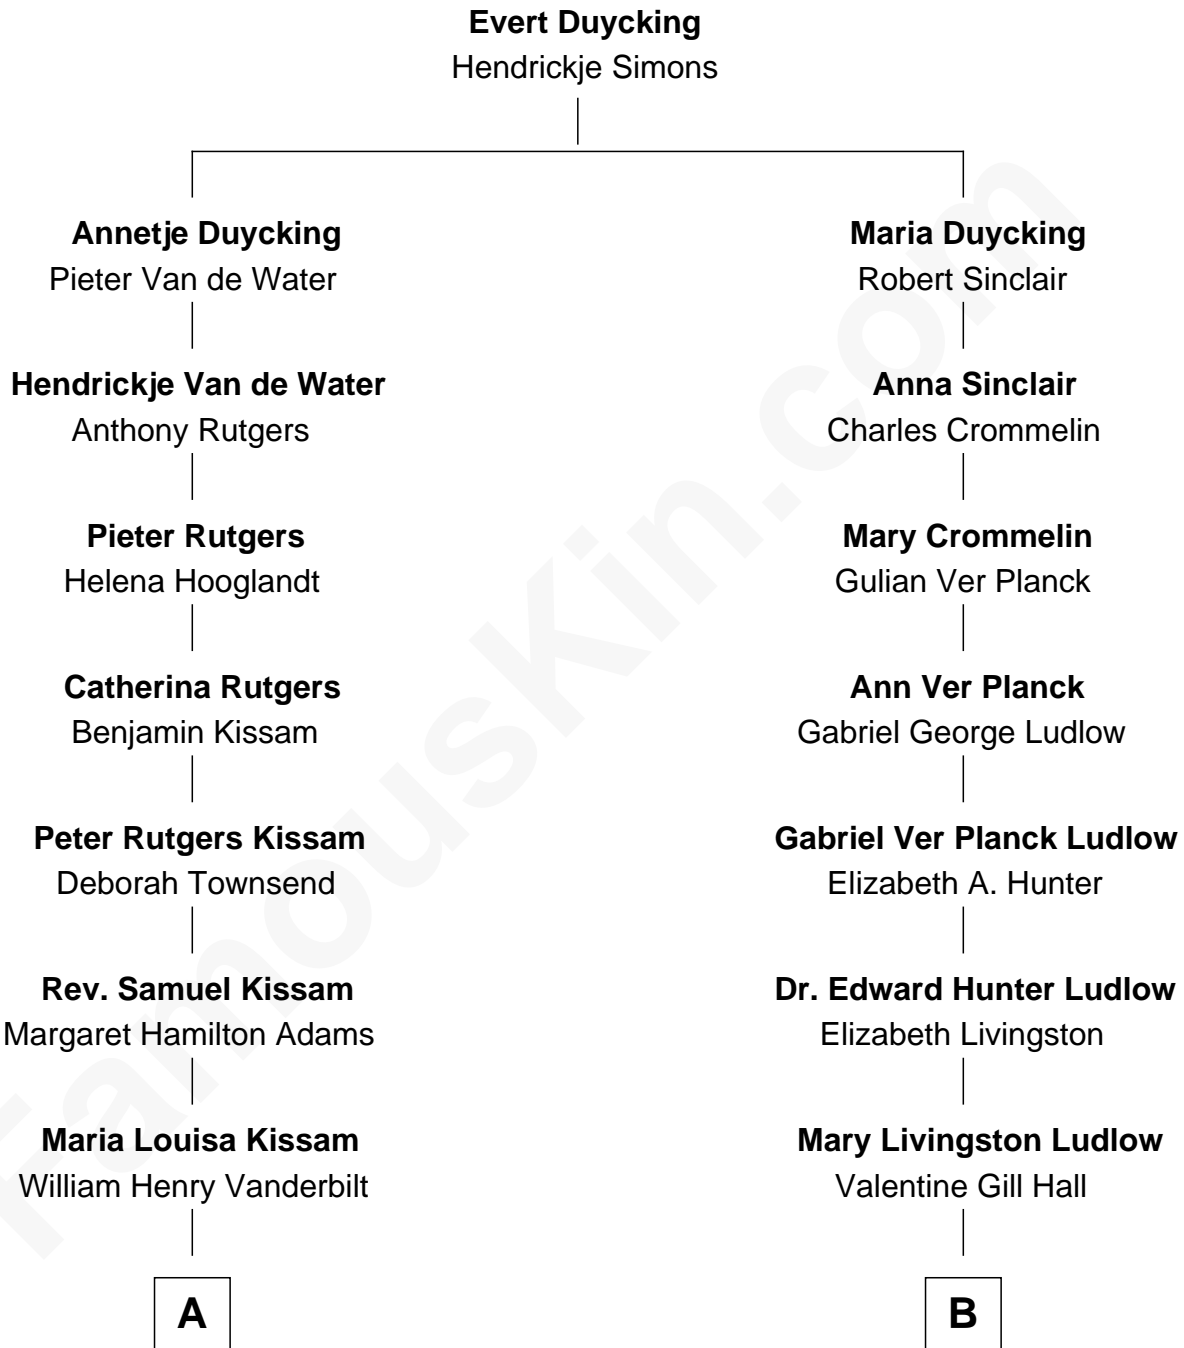 Evert Duycking
Hendrickje Simons
Annetje Duycking
Pieter Van de Water
Maria Duycking
Robert Sinclair
Hendrickje Van de Water
Anthony Rutgers
Anna Sinclair
Charles Crommelin
Pieter Rutgers
Helena Hooglandt
Mary Crommelin
Gulian Ver Planck
Catherina Rutgers
Benjamin Kissam
Ann Ver Planck
Gabriel George Ludlow
Peter Rutgers Kissam
Deborah Townsend
Gabriel Ver Planck Ludlow
Elizabeth A. Hunter
Rev. Samuel Kissam
Margaret Hamilton Adams
Dr. Edward Hunter Ludlow
Elizabeth Livingston
Maria Louisa Kissam
William Henry Vanderbilt
Mary Livingston Ludlow
Valentine Gill Hall
A
B
FamousKin.com